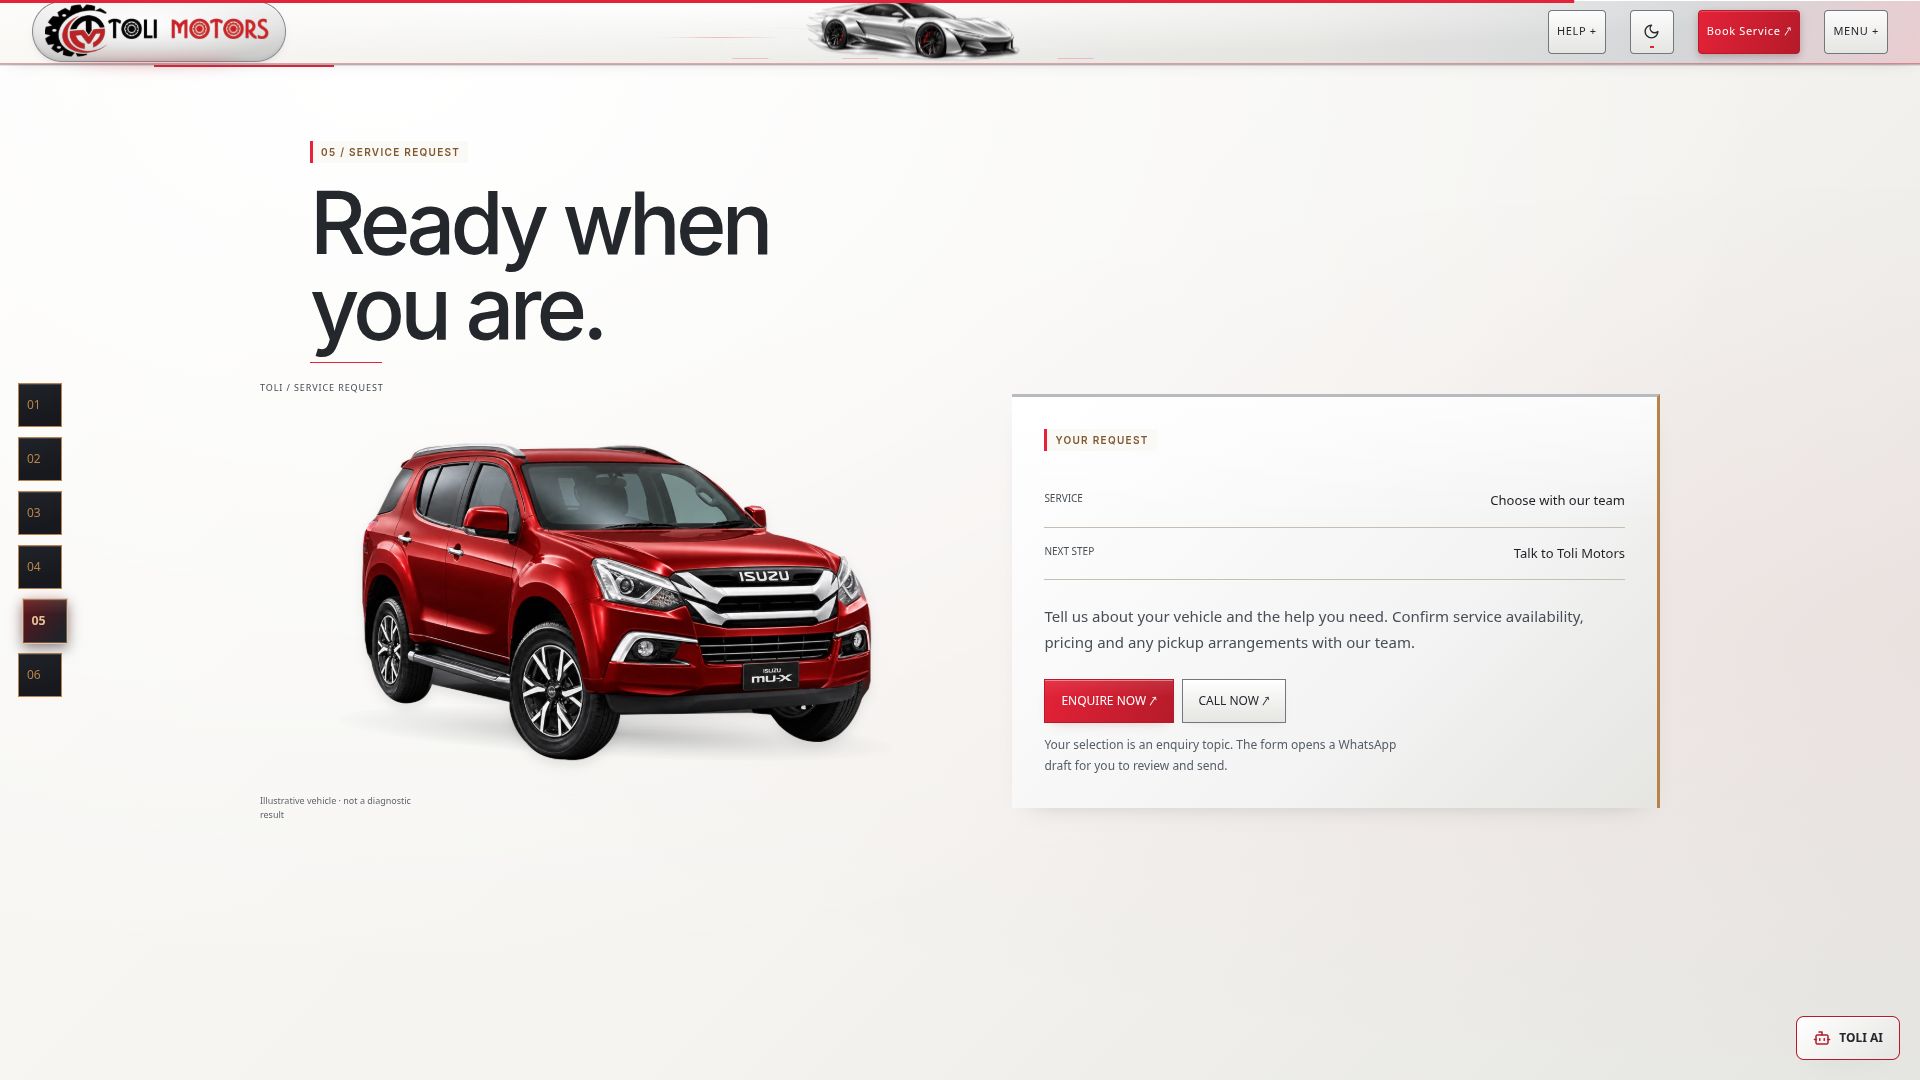 TOLI MOTORS
HELP +
Book Service ↗
MENU +
05 / SERVICE REQUEST
Ready when
you are.
TOLI / SERVICE REQUEST
01
02
03
04
05
06
ISUZU
ISUZU
MU-X
Illustrative vehicle · not a diagnostic
result
YOUR REQUEST
SERVICE
Choose with our team
NEXT STEP
Talk to Toli Motors
Tell us about your vehicle and the help you need. Confirm service availability,
pricing and any pickup arrangements with our team.
ENQUIRE NOW ↗
CALL NOW ↗
Your selection is an enquiry topic. The form opens a WhatsApp
draft for you to review and send.
TOLI AI